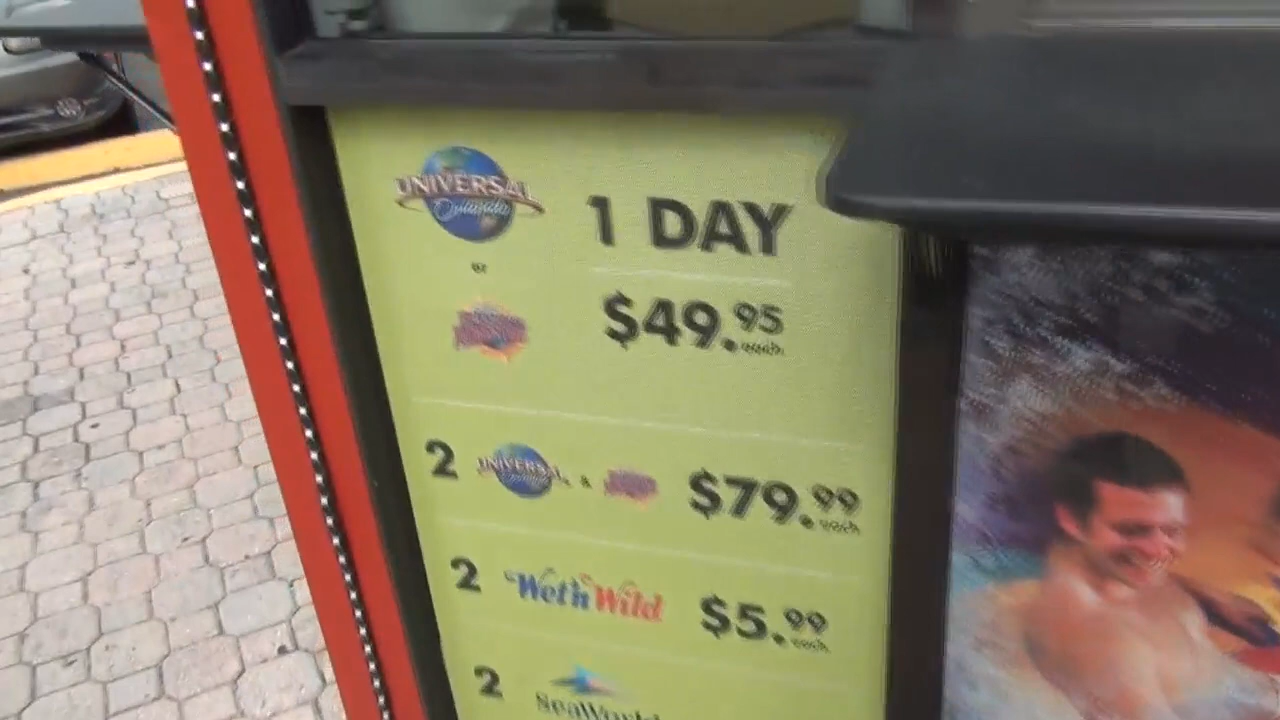 UNIVERSAL
Orlando
1 DAY
or
$49.95
each
2 UNIVERSAL & $79.99
each
2 Wet'n Wild $5.99
each
2 SeaWorld